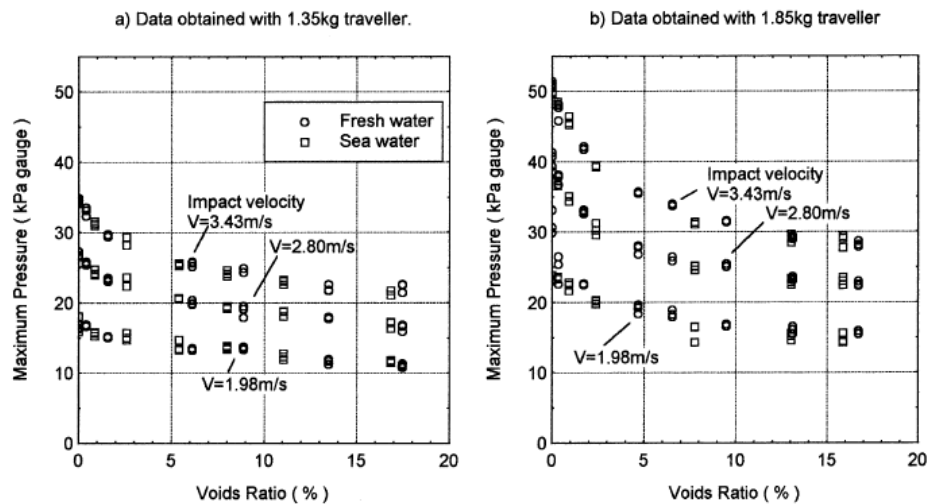 a) Data obtained with 1.35kg traveller.
Maximum Pressure ( kPa gauge )
50
40
30
20
10
0
Fresh water
Sea water
Impact velocity
V=3.43m/s
V=2.80m/s
V=1.98m/s
0 5 10 15 20
Voids Ratio ( % )
b) Data obtained with 1.85kg traveller
Maximum Pressure ( kPa gauge )
50
40
30
20
10
0
Impact velocity
V=3.43m/s
V=2.80m/s
V=1.98m/s
0 5 10 15 20
Voids Ratio ( % )